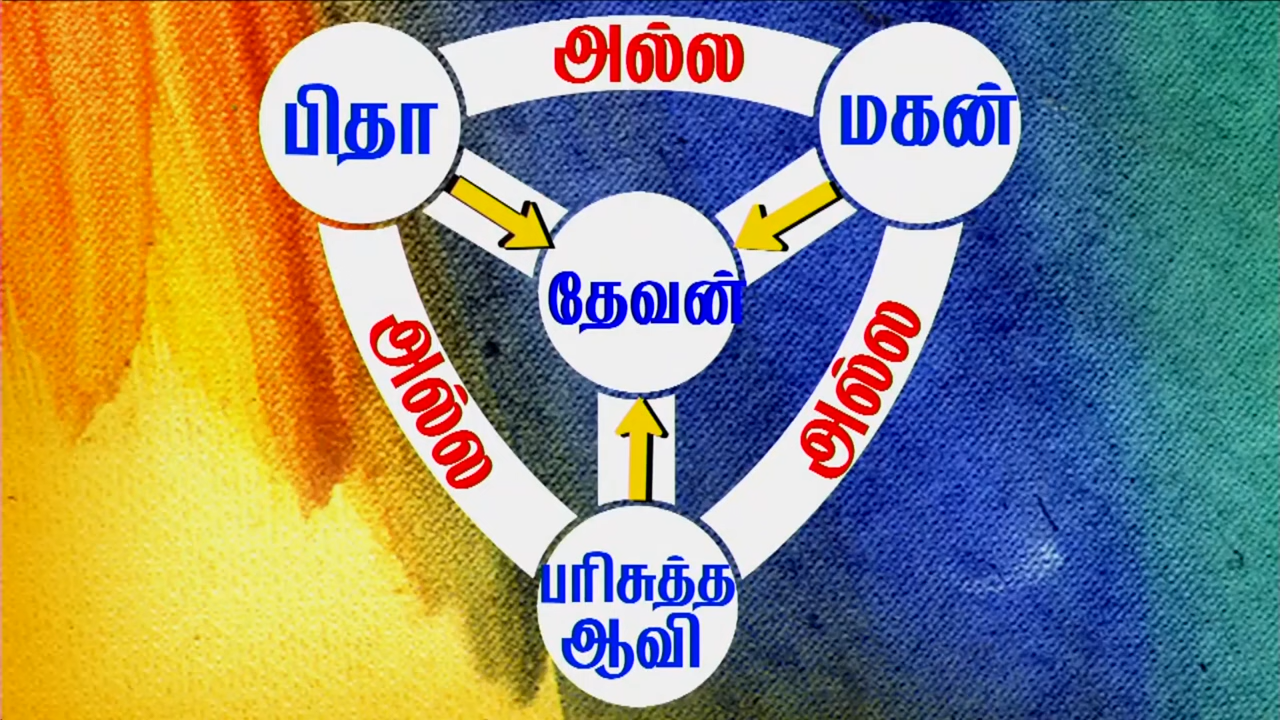 அல்ல
பிதா
மகன்
தேவன்
அல்ல
அல்ல
பரிசுத்த
ஆவி